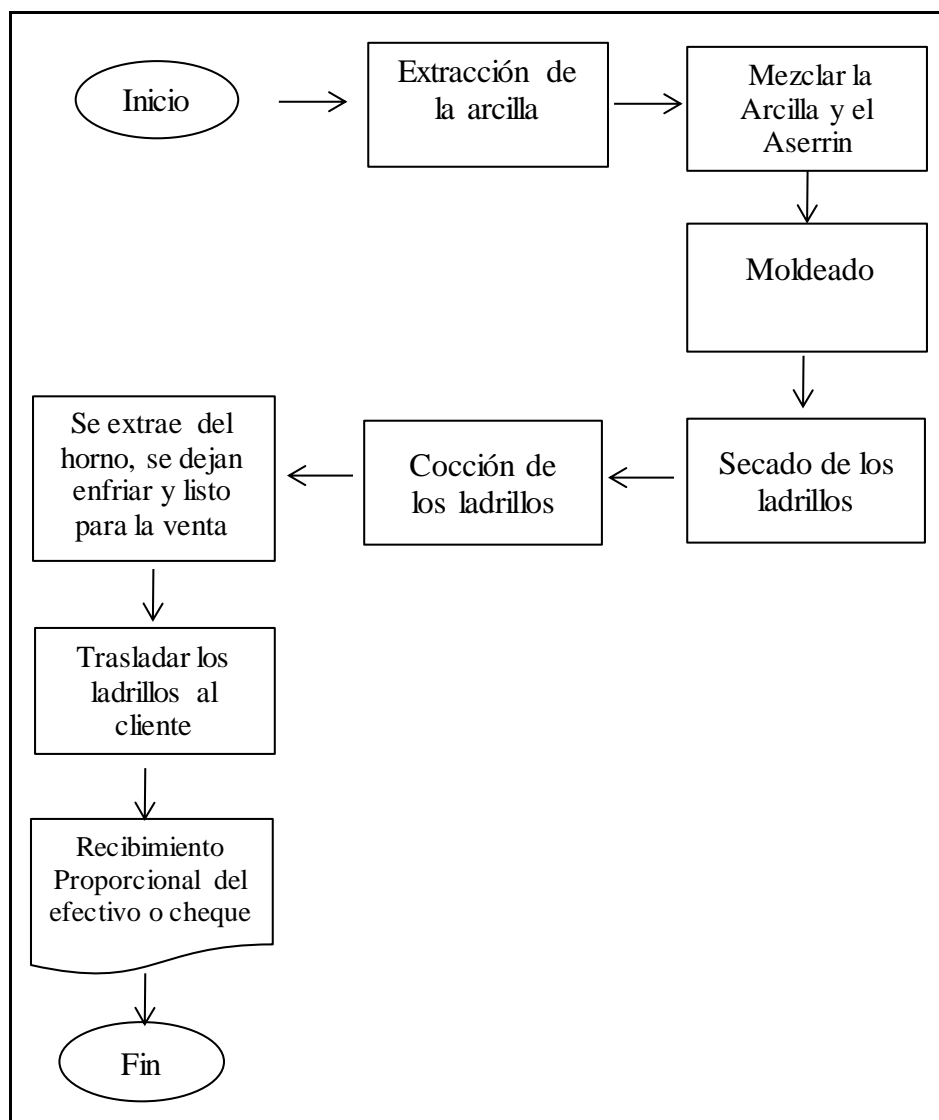 Inicio
Extracción de
la arcilla
Mezclar la
Arcilla y el
Aserrin
Moldeado
Secado de los
ladrillos
Cocción de
los ladrillos
Se extrae del
horno, se dejan
enfriar y listo
para la venta
Trasladar los
ladrillos al
cliente
Recibimiento
Proporcional del
efectivo o cheque
Fin